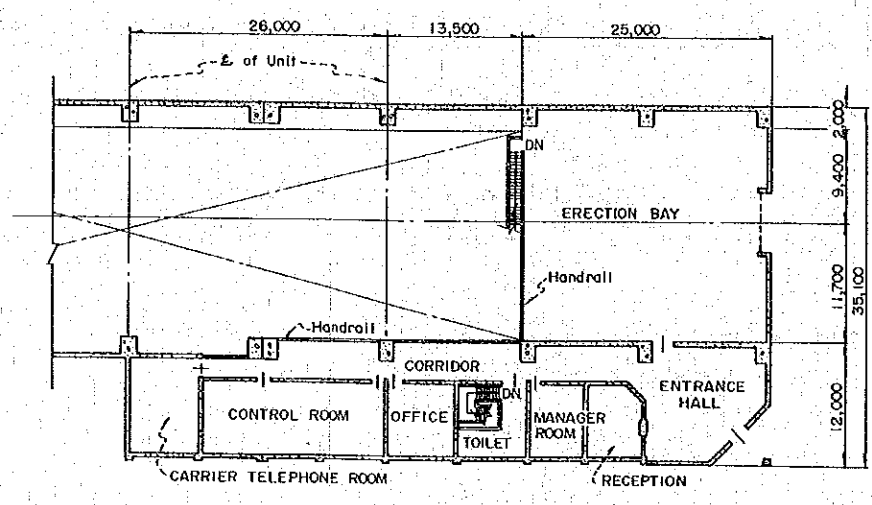 26,000
13,500
25,000
℄ of Unit
2,000
DN
9,400
ERECTION BAY
Handrail
11,700
35,100
Handrail
CORRIDOR
ENTRANCE
HALL
DN
CONTROL ROOM
OFFICE
MANAGER
ROOM
TOILET
12,000
CARRIER TELEPHONE ROOM
RECEPTION